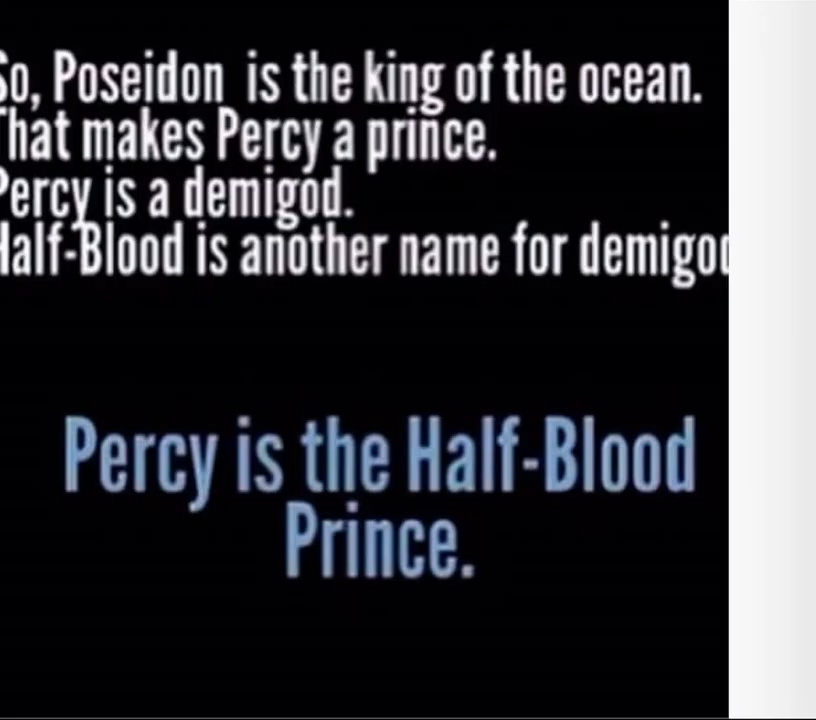 So, Poseidon is the king of the ocean.
That makes Percy a prince.
Percy is a demigod.
Half-Blood is another name for demigod
Percy is the Half-Blood
Prince.